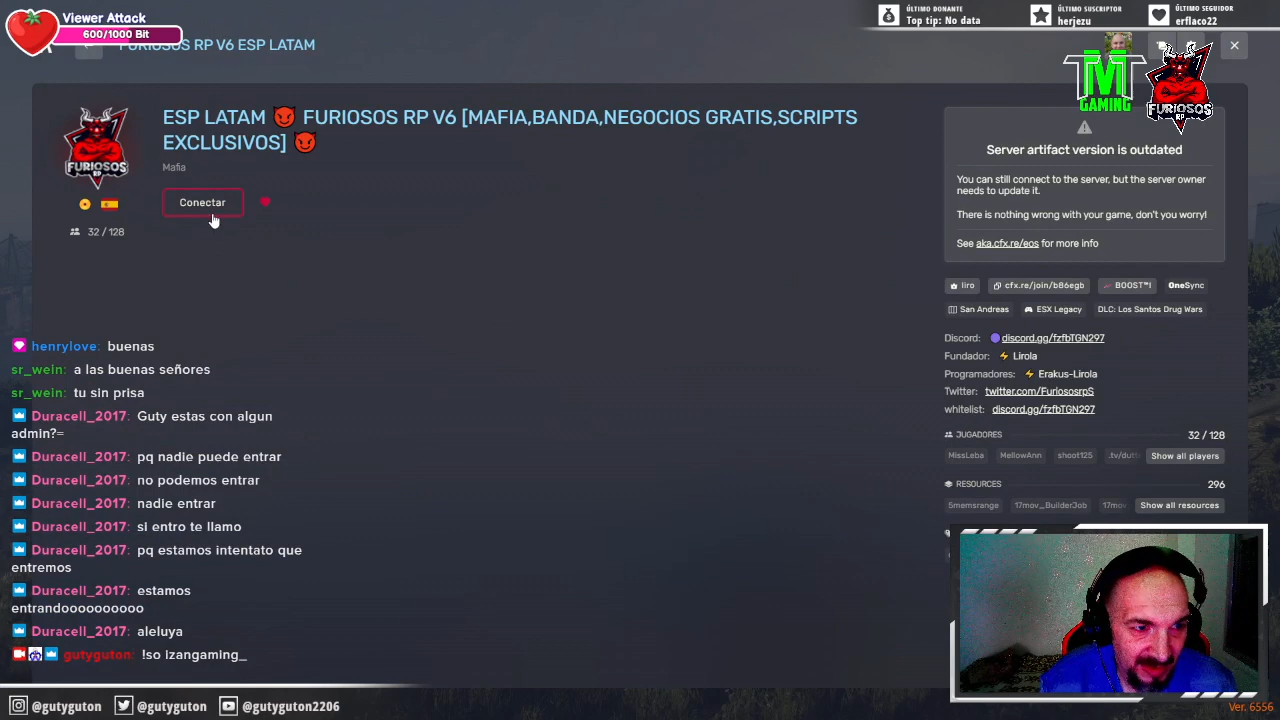 Viewer Attack
600/1000 Bit
ÚLTIMO DONANTE
Top tip: No data
ÚLTIMO SUSCRIPTOR
herjezu
ÚLTIMO SEGUIDOR
erflaco22
FURIOSOS RP V6 ESP LATAM
TMT
GAMING
FURIOSOS
RP
FURIOSOS
RP
ESP LATAM 😈 FURIOSOS RP V6 [MAFIA,BANDA,NEGOCIOS GRATIS,SCRIPTS
EXCLUSIVOS] 😈
Mafia
Conectar
32 / 128
Server artifact version is outdated
You can still connect to the server, but the server owner
needs to update it.
There is nothing wrong with your game, don't you worry!
See aka.cfx.re/eos for more info
liro
cfx.re/join/b86egb
BOOST™!
OneSync
San Andreas
ESX Legacy
DLC: Los Santos Drug Wars
Discord: discord.gg/fzfbTGN297
Fundador: ⚡ Lirola
Programadores: ⚡ Erakus-Lirola
Twitter: twitter.com/FuriososrpS
whitelist: discord.gg/fzfbTGN297
JUGADORES 32 / 128
MissLeba MellowAnn shoot125 Show all players
RESOURCES 296
5memsrange 17mov_BuilderJob 17mov Show all resources
henrylove: buenas
sr_wein: a las buenas señores
sr_wein: tu sin prisa
Duracell_2017: Guty estas con algun
admin?=
Duracell_2017: pq nadie puede entrar
Duracell_2017: no podemos entrar
Duracell_2017: nadie entrar
Duracell_2017: si entro te llamo
Duracell_2017: pq estamos intentato que
entremos
Duracell_2017: estamos
entrandoooooooooo
Duracell_2017: aleluya
gutyguton: !so izangaming_
@gutyguton
@gutyguton
@gutyguton2206
Ver. 6556